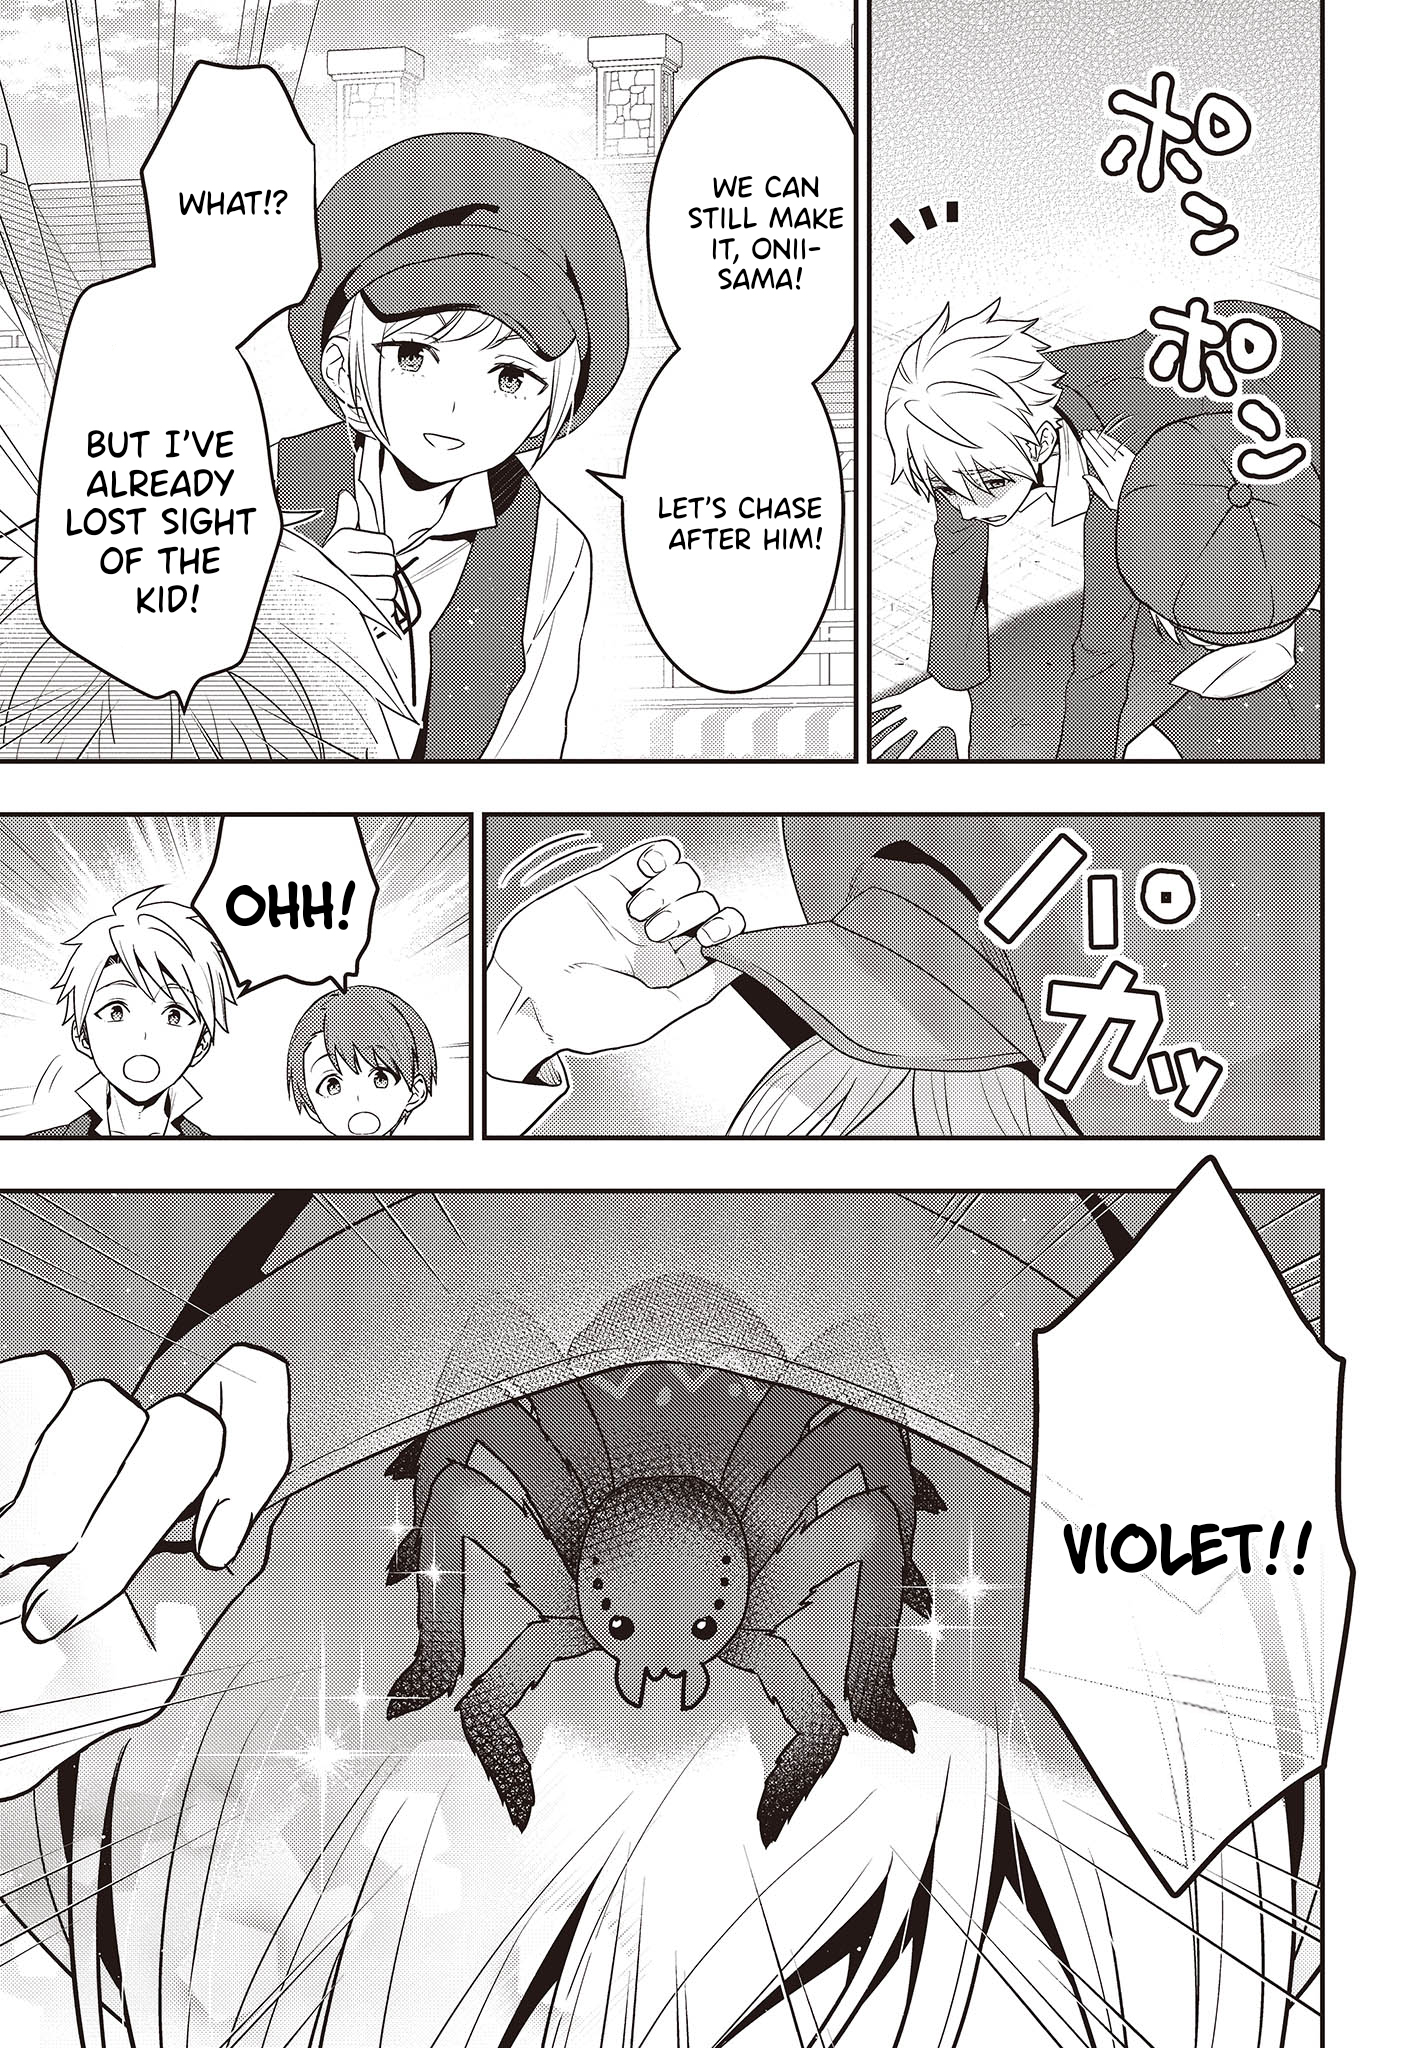 ポン
ポン
WE CAN
STILL MAKE
IT, ONII-
SAMA!
LET'S CHASE
AFTER HIM!
WHAT!?
BUT I'VE
ALREADY
LOST SIGHT
OF THE
KID!
パカッ
OHH!
VIOLET!!